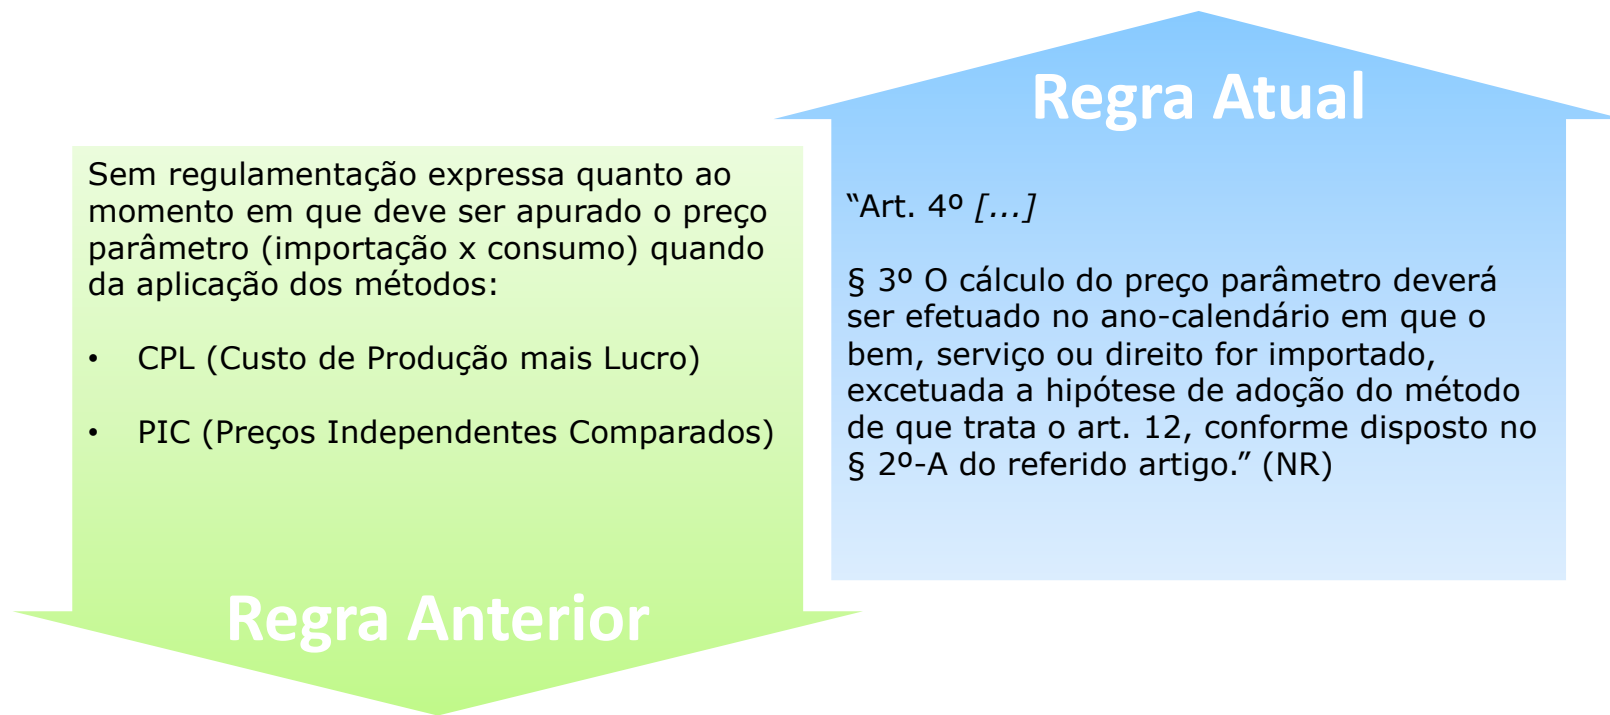 Sem regulamentação expressa quanto ao
momento em que deve ser apurado o preço
parâmetro (importação x consumo) quando
da aplicação dos métodos:
• CPL (Custo de Produção mais Lucro)
• PIC (Preços Independentes Comparados)
Regra Anterior
Regra Atual
“Art. 4º [...]
§ 3º O cálculo do preço parâmetro deverá
ser efetuado no ano-calendário em que o
bem, serviço ou direito for importado,
excetuada a hipótese de adoção do método
de que trata o art. 12, conforme disposto no
§ 2º-A do referido artigo.” (NR)